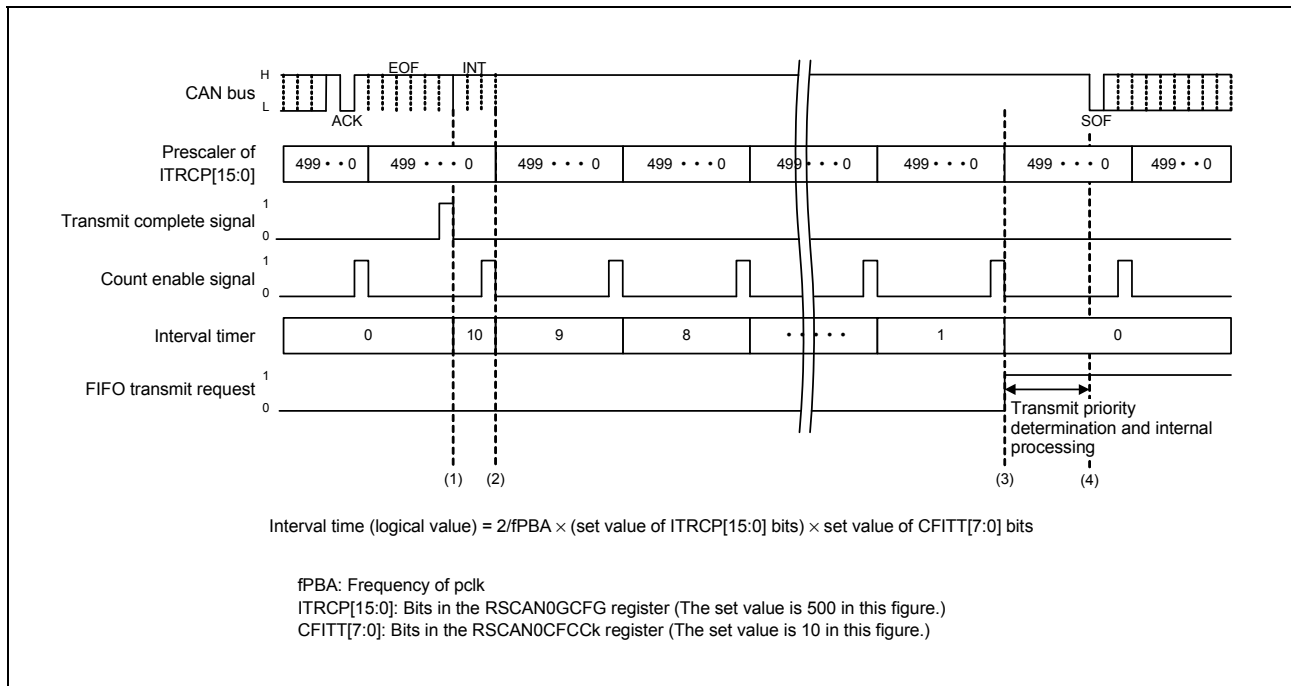 H
EOF
INT
CAN bus
L
ACK
SOF
Prescaler of
ITRCP[15:0]
499 • • 0
499 • • • 0
499 • • • 0
499 • • • 0
499 • • • 0
499 • • • 0
499 • • • 0
499 • • 0
Transmit complete signal
1
0
Count enable signal
1
0
Interval timer
0
10
9
8
• • • • •
1
0
FIFO transmit request
1
0
Transmit priority
determination and internal
processing
(1)
(2)
(3)
(4)
Interval time (logical value) = 2/fPBA × (set value of ITRCP[15:0] bits) × set value of CFITT[7:0] bits
fPBA: Frequency of pclk
ITRCP[15:0]: Bits in the RSCAN0GCFG register (The set value is 500 in this figure.)
CFITT[7:0]: Bits in the RSCAN0CFCCk register (The set value is 10 in this figure.)